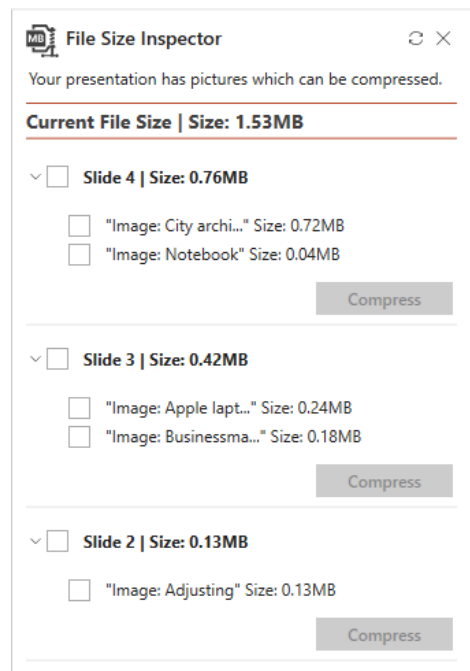 MB
File Size Inspector
Your presentation has pictures which can be compressed.
Current File Size | Size: 1.53MB
Slide 4 | Size: 0.76MB
"Image: City archi..." Size: 0.72MB
"Image: Notebook" Size: 0.04MB
Compress
Slide 3 | Size: 0.42MB
"Image: Apple lapt..." Size: 0.24MB
"Image: Businessma..." Size: 0.18MB
Compress
Slide 2 | Size: 0.13MB
"Image: Adjusting" Size: 0.13MB
Compress